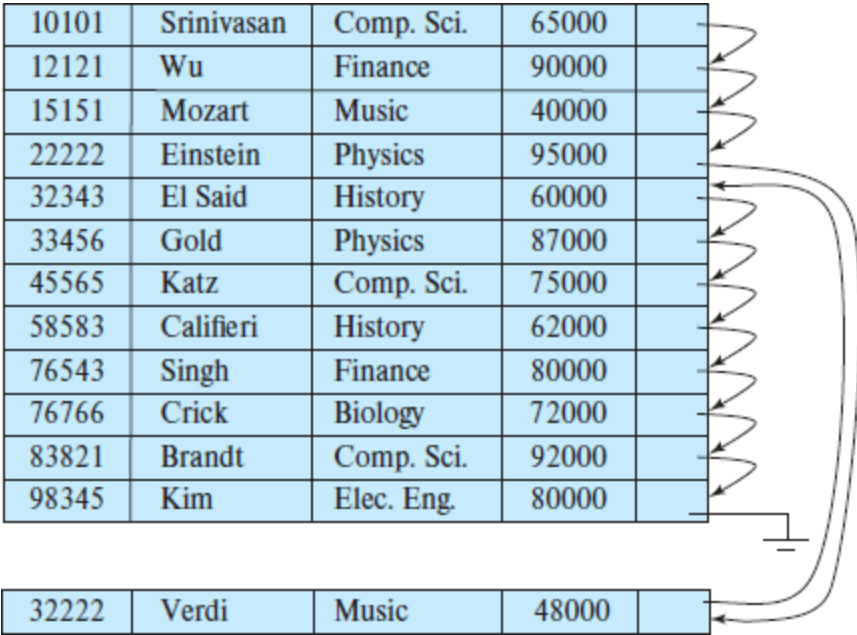 10101 Srinivasan Comp. Sci. 65000
12121 Wu Finance 90000
15151 Mozart Music 40000
22222 Einstein Physics 95000
32343 El Said History 60000
33456 Gold Physics 87000
45565 Katz Comp. Sci. 75000
58583 Califieri History 62000
76543 Singh Finance 80000
76766 Crick Biology 72000
83821 Brandt Comp. Sci. 92000
98345 Kim Elec. Eng. 80000
32222 Verdi Music 48000